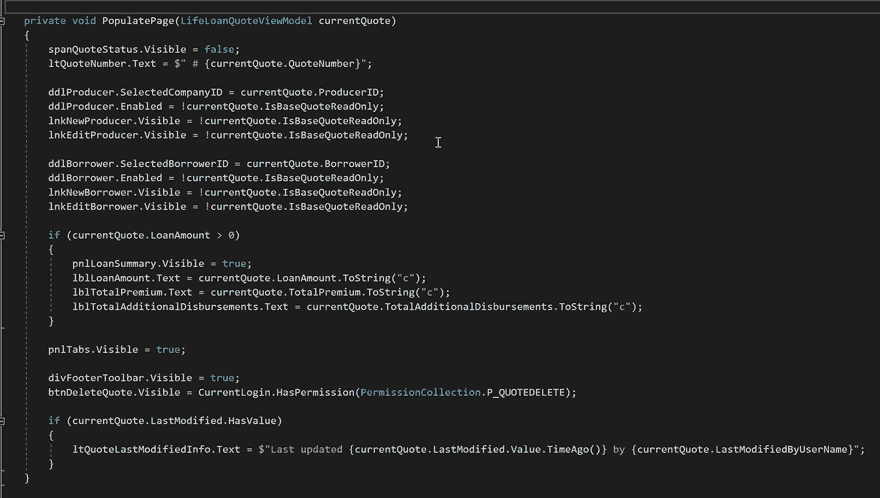 private void PopulatePage(LifeLoanQuoteViewModel currentQuote)
{
spanQuoteStatus.Visible = false;
ltQuoteNumber.Text = $" # {currentQuote.QuoteNumber}";
ddlProducer.SelectedCompanyID = currentQuote.ProducerID;
ddlProducer.Enabled = !currentQuote.IsBaseQuoteReadOnly;
lnkNewProducer.Visible = !currentQuote.IsBaseQuoteReadOnly;
lnkEditProducer.Visible = !currentQuote.IsBaseQuoteReadOnly;
ddlBorrower.SelectedBorrowerID = currentQuote.BorrowerID;
ddlBorrower.Enabled = !currentQuote.IsBaseQuoteReadOnly;
lnkNewBorrower.Visible = !currentQuote.IsBaseQuoteReadOnly;
lnkEditBorrower.Visible = !currentQuote.IsBaseQuoteReadOnly;
if (currentQuote.LoanAmount > 0)
{
pnlLoanSummary.Visible = true;
lblLoanAmount.Text = currentQuote.LoanAmount.ToString("c");
lblTotalPremium.Text = currentQuote.TotalPremium.ToString("c");
lblTotalAdditionalDisbursements.Text = currentQuote.TotalAdditionalDisbursements.ToString("c");
}
pnlTabs.Visible = true;
divFooterToolbar.Visible = true;
btnDeleteQuote.Visible = CurrentLogin.HasPermission(PermissionCollection.P_QUOTEDELETE);
if (currentQuote.LastModified.HasValue)
{
ltQuoteLastModifiedInfo.Text = $"Last updated {currentQuote.LastModified.Value.TimeAgo()} by {currentQuote.LastModifiedByUserName}";
}
}